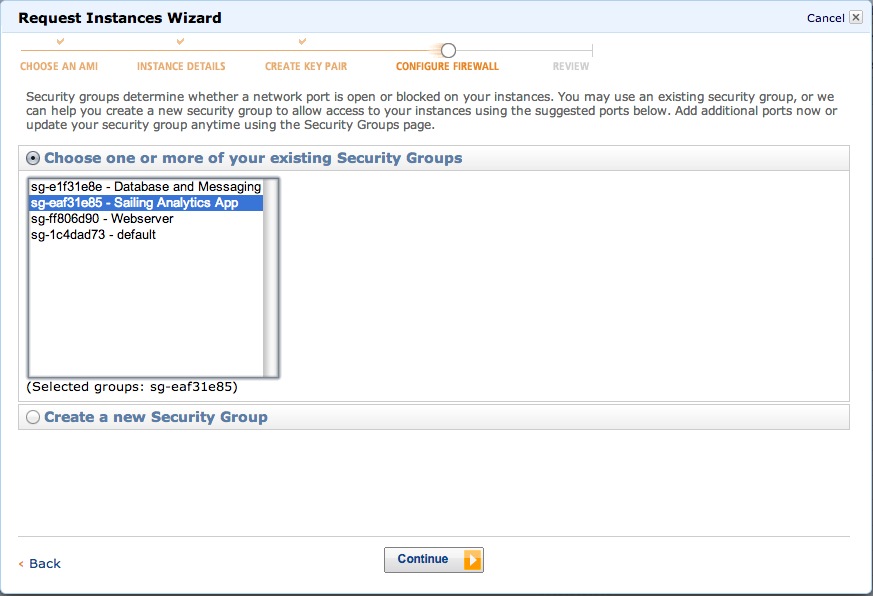 Request Instances Wizard
Cancel
CHOOSE AN AMI
INSTANCE DETAILS
CREATE KEY PAIR
CONFIGURE FIREWALL
REVIEW
Security groups determine whether a network port is open or blocked on your instances. You may use an existing security group, or we
can help you create a new security group to allow access to your instances using the suggested ports below. Add additional ports now or
update your security group anytime using the Security Groups page.
Choose one or more of your existing Security Groups
sg-e1f31e8e - Database and Messaging
sg-eaf31e85 - Sailing Analytics App
sg-ff806d90 - Webserver
sg-1c4dad73 - default
(Selected groups: sg-eaf31e85)
Create a new Security Group
< Back
Continue